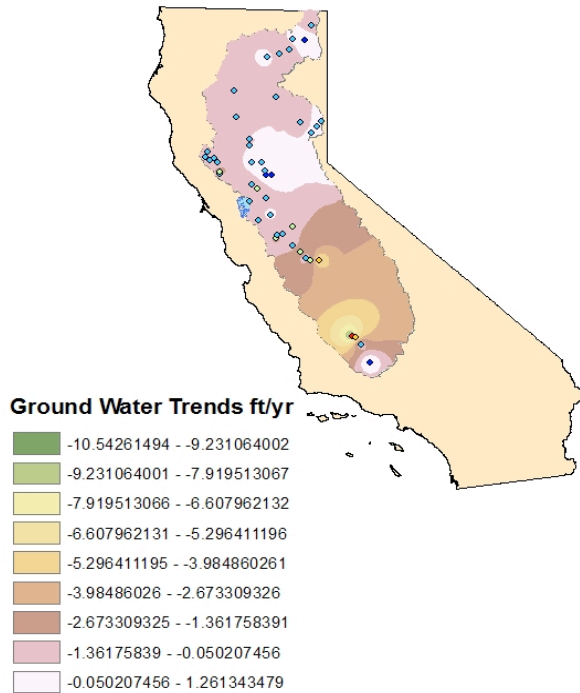 Ground Water Trends ft/yr
-10.54261494 - -9.231064002
-9.231064001 - -7.919513067
-7.919513066 - -6.607962132
-6.607962131 - -5.296411196
-5.296411195 - -3.984860261
-3.98486026 - -2.673309326
-2.673309325 - -1.361758391
-1.36175839 - -0.050207456
-0.050207456 - 1.261343479